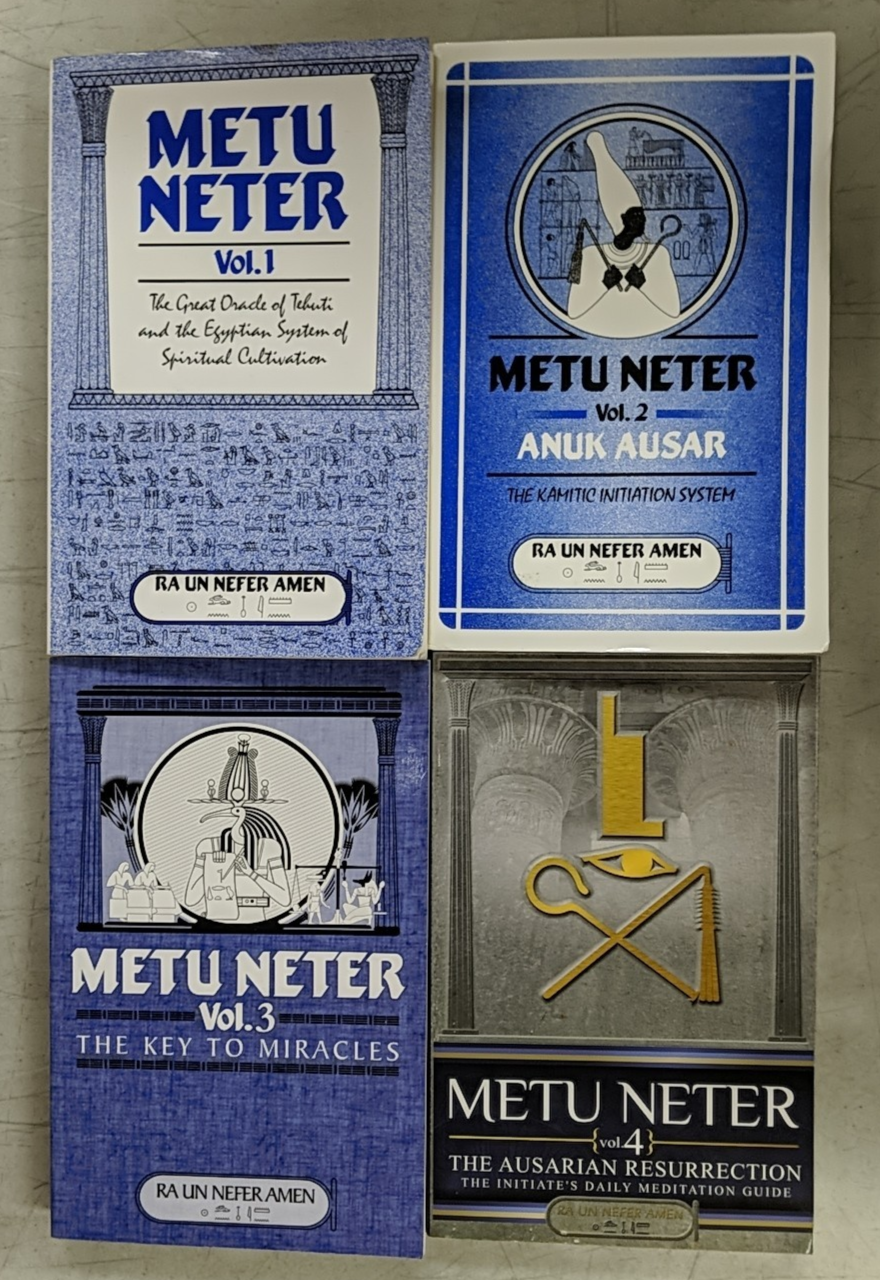 METU
NETER
Vol.1
The Great Oracle of Tehuti
and the Egyptian System of
Spiritual Cultivation
RA UN NEFER AMEN
METU NETER
Vol. 2
ANUK AUSAR
THE KAMITIC INITIATION SYSTEM
RA UN NEFER AMEN
METU NETER
Vol.3
THE KEY TO MIRACLES
RA UN NEFER AMEN
METU NETER
{vol.4}
THE AUSARIAN RESURRECTION
THE INITIATE'S DAILY MEDITATION GUIDE
RA UN NEFER AMEN